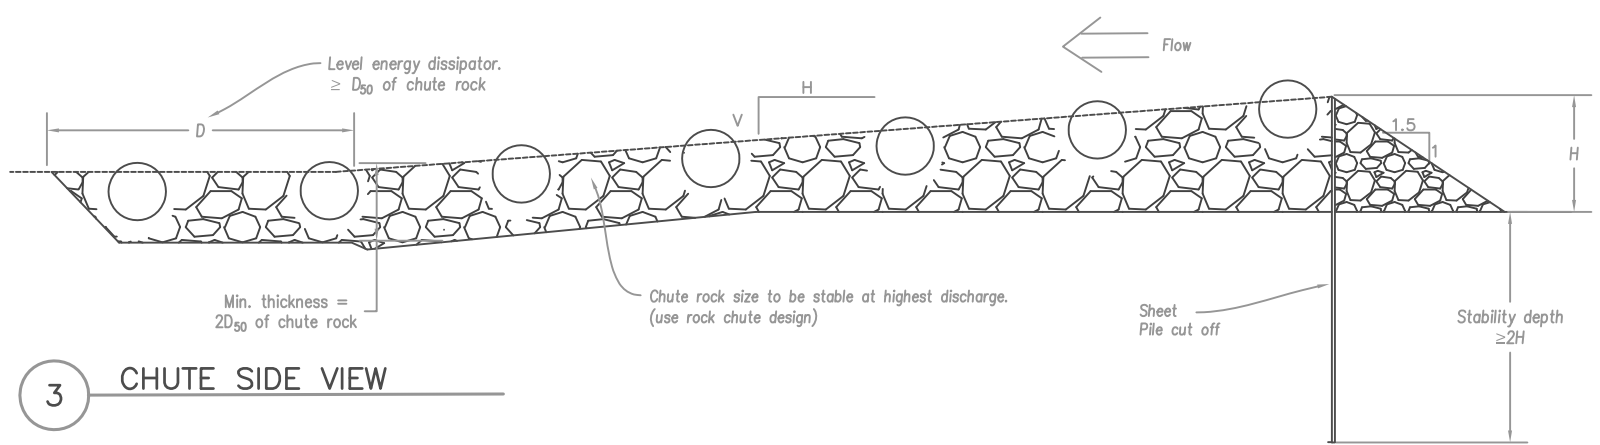 Flow
Level energy dissipator.
≥ D50 of chute rock
H
V
D
1.5
1
H
Min. thickness =
2D50 of chute rock
Chute rock size to be stable at highest discharge.
(use rock chute design)
Sheet
Pile cut off
Stability depth
≥2H
3
CHUTE SIDE VIEW